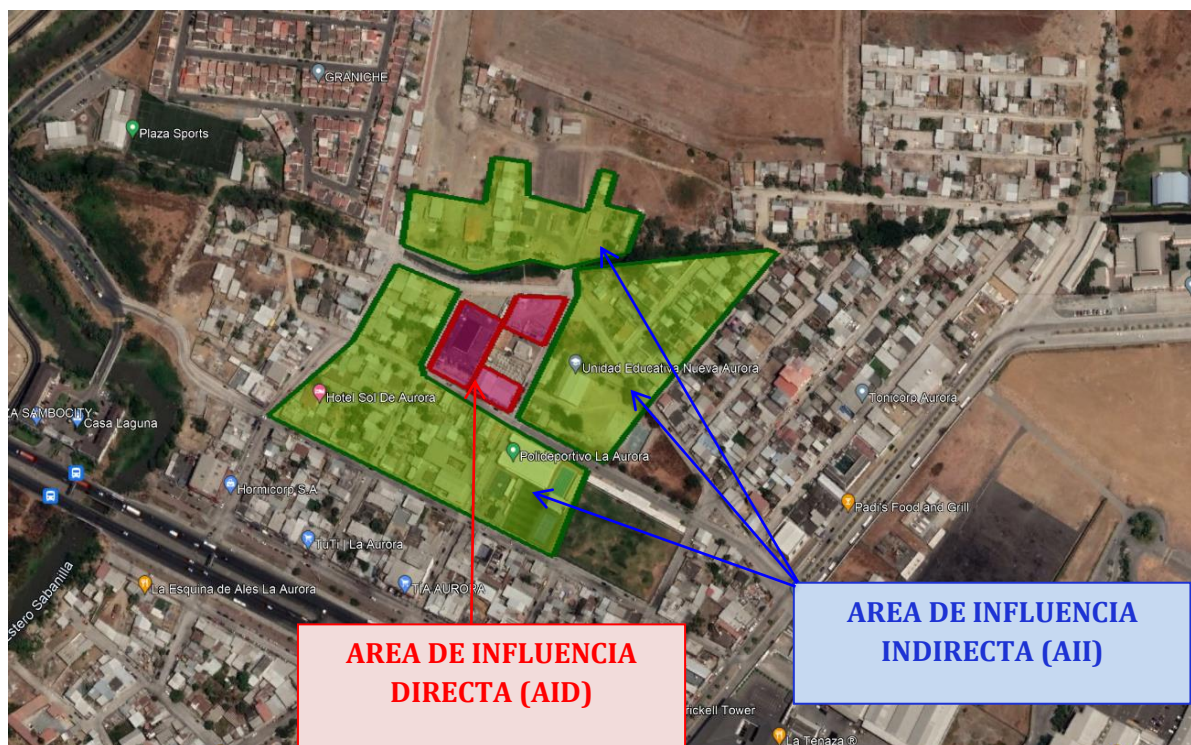 GRANICHE
Plaza Sports
Unidad Educativa Nueva Aurora
Hotel Sol De Aurora
Tonicorp Aurora
ZA SAMBOCITY
Casa Laguna
Polideportivo La Aurora
Hormicorp S.A
Padi's Food and Grill
TuTi | La Aurora
La Esquina de Ales La Aurora
TIA AURORA
Estero Sabanilla
AREA DE INFLUENCIA
DIRECTA (AID)
AREA DE INFLUENCIA
INDIRECTA (AII)
rickell Tower
La Tenaza ®